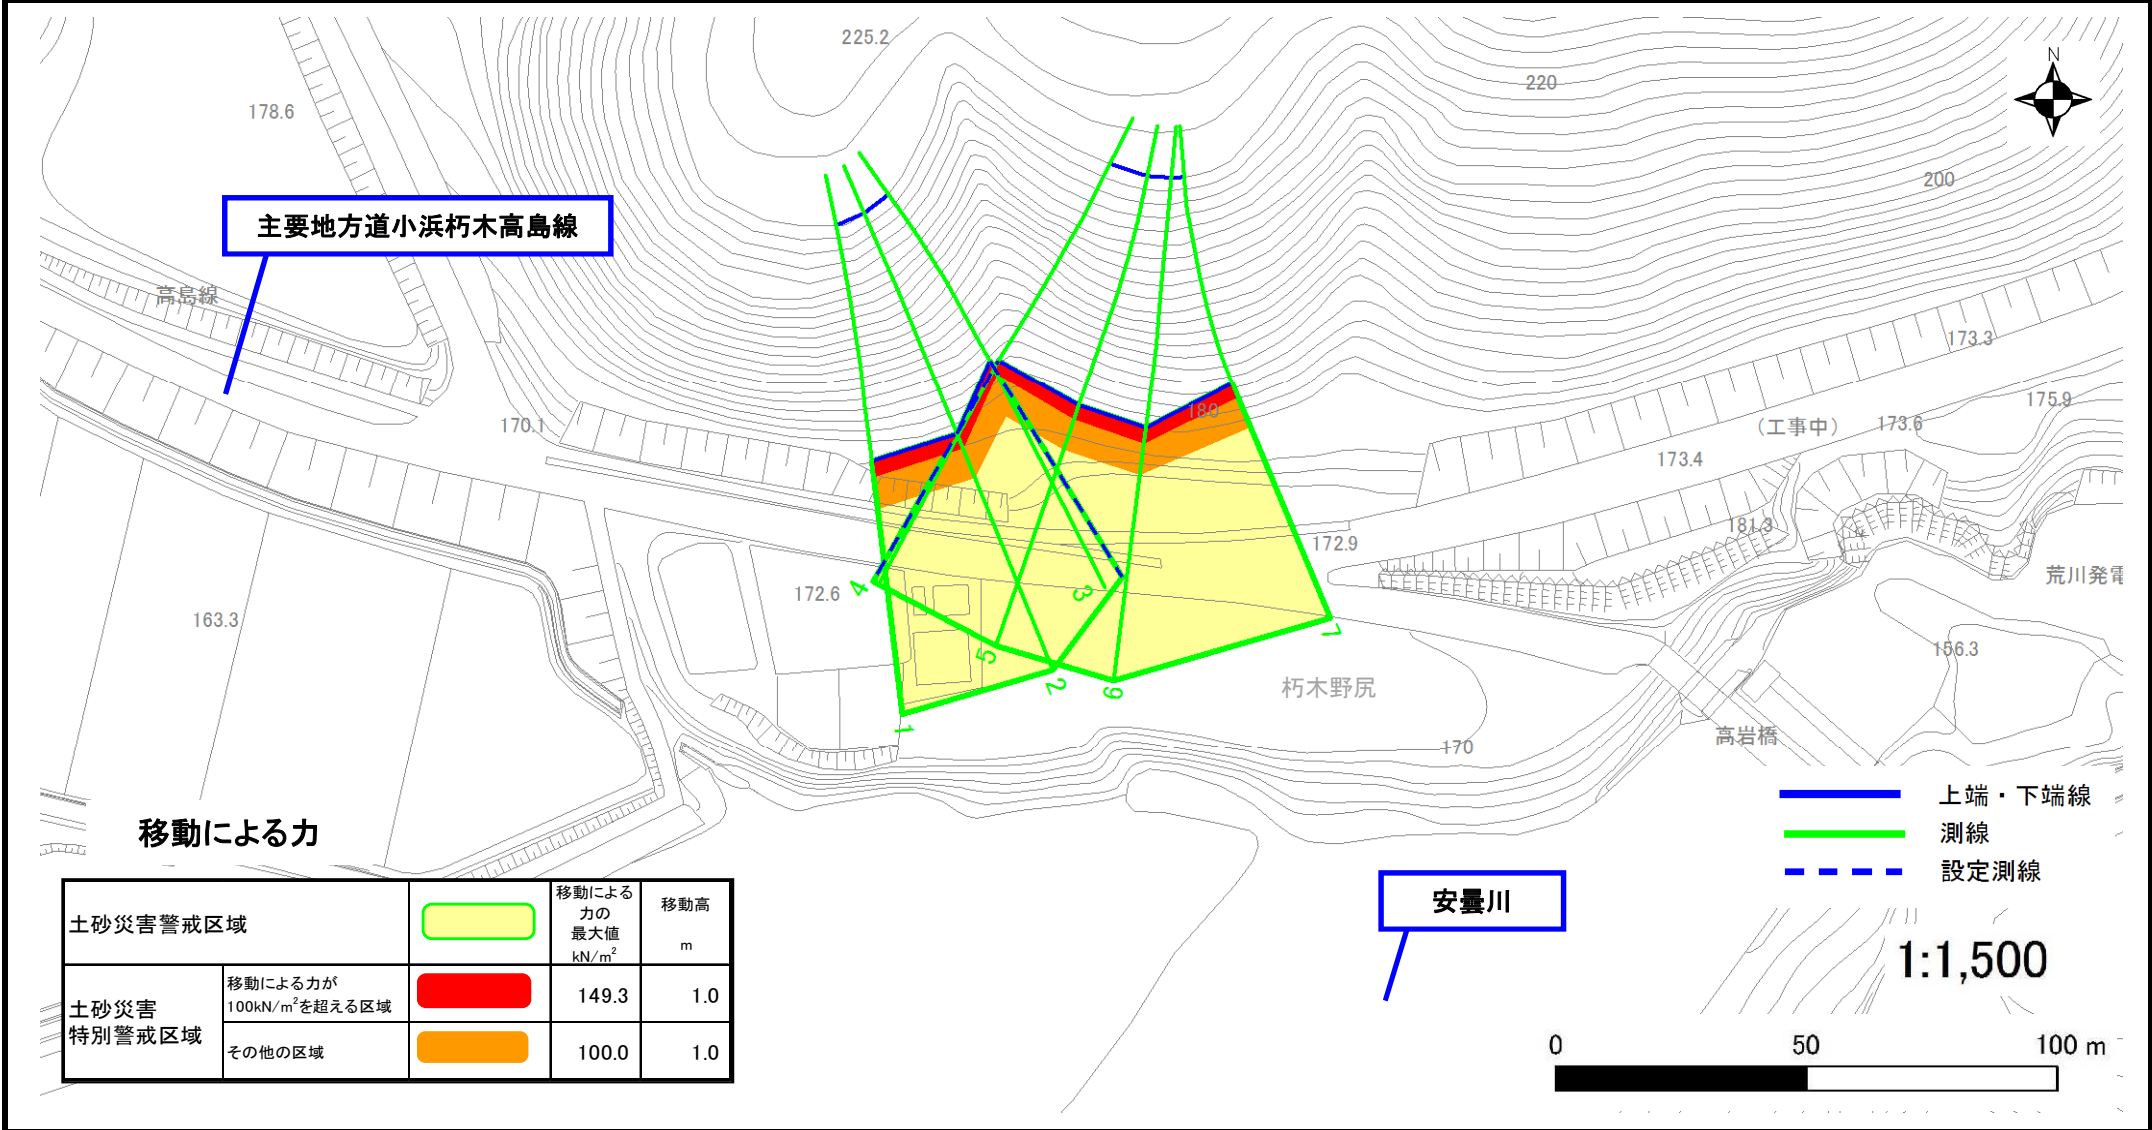 225.2
N
178.6
220
200
主要地方道小浜朽木高島線
高島線
173.3
175.9
180
170.1
(工事中)
173.6
173.4
181.3
172.9
荒川発電
172.6
4
3
163.3
7
5
156.3
2
6
朽木野尻
1
高岩橋
170
上端・下端線
測線
設定測線
移動による力
土砂災害警戒区域
移動による
力の
最大値
kN/m²
移動高
m
土砂災害
特別警戒区域
移動による力が
100kN/m²を超える区域
149.3
1.0
その他の区域
100.0
1.0
安曇川
1:1,500
0
50
100 m